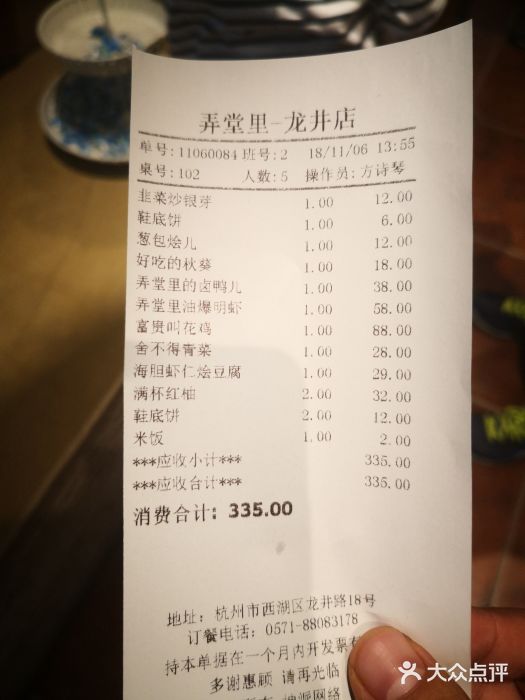 弄堂里-龙井店
单号:11060084 班号:2 18/11/06 13:55
桌号:102 人数:5 操作员:方诗琴
韭菜炒银芽 1.00 12.00
鞋底饼 1.00 6.00
葱包烩儿 1.00 12.00
好吃的秋葵 1.00 18.00
弄堂里的卤鸭儿 1.00 38.00
弄堂里油爆明虾 1.00 58.00
富贵叫花鸡 1.00 88.00
舍不得青菜 1.00 28.00
海胆虾仁烩豆腐 1.00 29.00
满杯红柚 2.00 32.00
鞋底饼 2.00 12.00
米饭 1.00 2.00
***应收小计*** 335.00
***应收合计*** 335.00
消费合计: 335.00
地址: 杭州市西湖区龙井路18号
订餐电话: 0571-88083178
持本单据在一个月内开发票有
多谢惠顾 请再光临
网络
大众点评